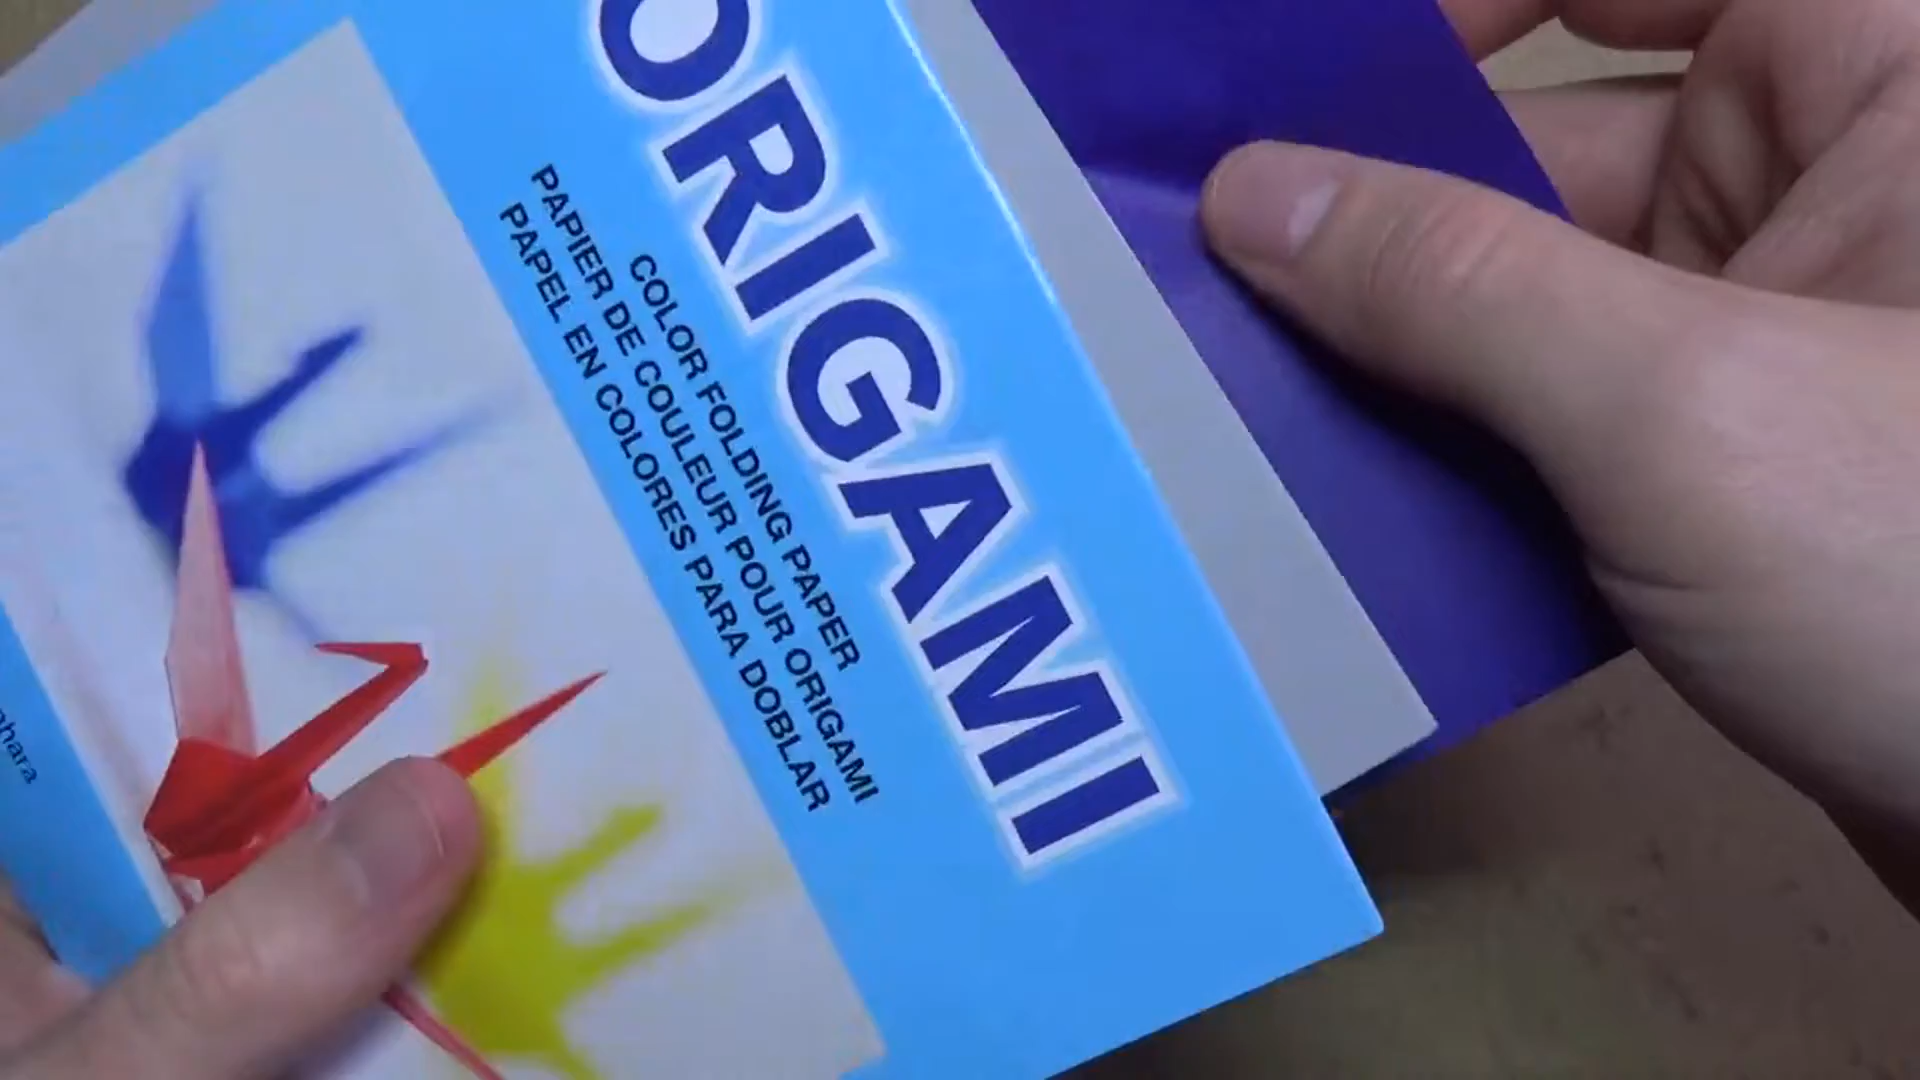 ORIGAMI
COLOR FOLDING PAPER
PAPIER DE COULEUR POUR ORIGAMI
PAPEL EN COLORES PARA DOBLAR